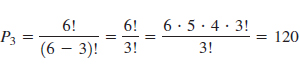 P₃ = 6! / (6 − 3)! = 6! / 3! = 6 · 5 · 4 · 3! / 3! = 120